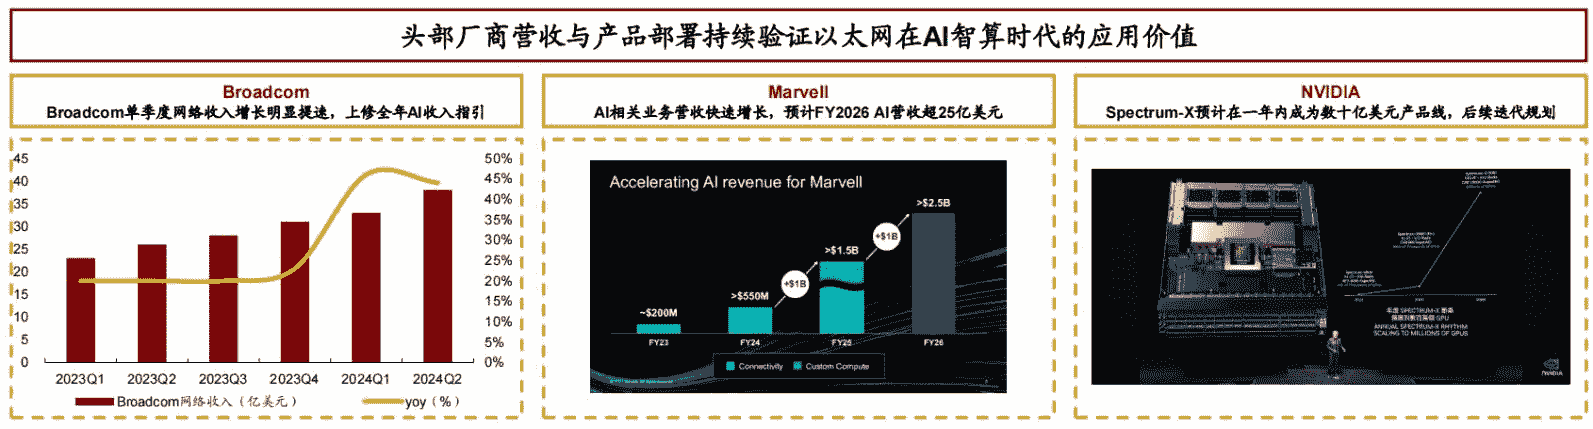 头部厂商营收与产品部署持续验证以太网在AI智算时代的应用价值
Broadcom
Broadcom单季度网络收入增长明显提速，上修全年AI收入指引
45
40
35
30
25
20
15
10
5
0
50%
45%
40%
35%
30%
25%
20%
15%
10%
5%
0%
2023Q1 2023Q2 2023Q3 2023Q4 2024Q1 2024Q2
Broadcom网络收入（亿美元） yoy（%）
Marvell
AI相关业务营收快速增长，预计FY2026 AI营收超25亿美元
Accelerating AI revenue for Marvell
~$200M
>$550M
+$1B
>$1.5B
+$1B
>$2.5B
FY23 FY24 FY25 FY26
Connectivity Custom Compute
NVIDIA
Spectrum-X预计在一年内成为数十亿美元产品线，后续迭代规划
ANNUAL SPECTRUM-X RHYTHM
SCALING TO MILLIONS OF GPUS
NVIDIA